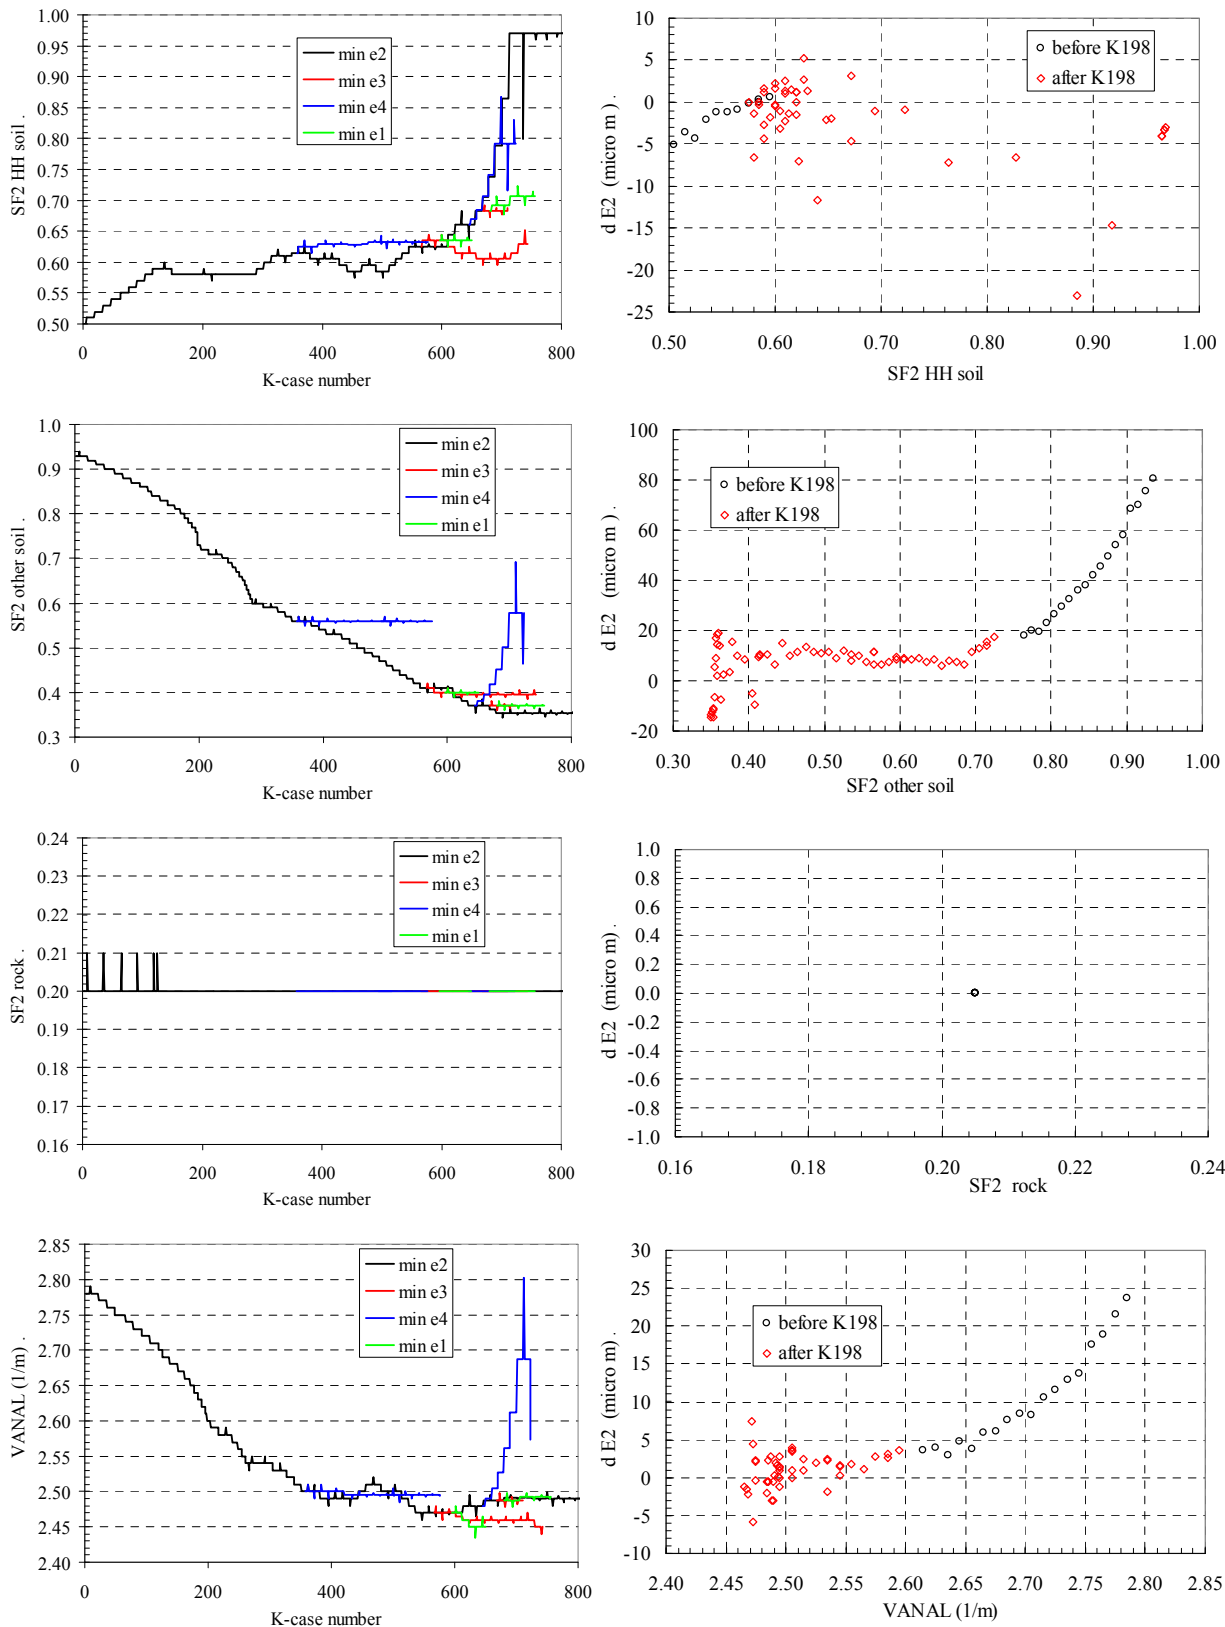 1.00
0.95
0.90
0.85
0.80
0.75
0.70
0.65
0.60
0.55
0.50
SF2 HH soil .
0 200 400 600 800
K-case number
min e2
min e3
min e4
min e1
10
5
0
-5
-10
-15
-20
-25
d E2 (micro m) .
0.50 0.60 0.70 0.80 0.90 1.00
SF2 HH soil
before K198
after K198
1.0
0.9
0.8
0.7
0.6
0.5
0.4
0.3
SF2 other soil .
0 200 400 600 800
K-case number
min e2
min e3
min e4
min e1
100
80
60
40
20
0
-20
d E2 (micro m) .
0.30 0.40 0.50 0.60 0.70 0.80 0.90 1.00
SF2 other soil
before K198
after K198
0.24
0.23
0.22
0.21
0.20
0.19
0.18
0.17
0.16
SF2 rock .
0 200 400 600 800
K-case number
min e2
min e3
min e4
min e1
1.0
0.8
0.6
0.4
0.2
0.0
-0.2
-0.4
-0.6
-0.8
-1.0
d E2 (micro m) .
0.16 0.18 0.20 0.22 0.24
SF2 rock
2.85
2.80
2.75
2.70
2.65
2.60
2.55
2.50
2.45
2.40
VANAL (1/m) .
0 200 400 600 800
K-case number
min e2
min e3
min e4
min e1
30
25
20
15
10
5
0
-5
-10
d E2 (micro m) .
2.40 2.45 2.50 2.55 2.60 2.65 2.70 2.75 2.80 2.85
VANAL (1/m)
before K198
after K198